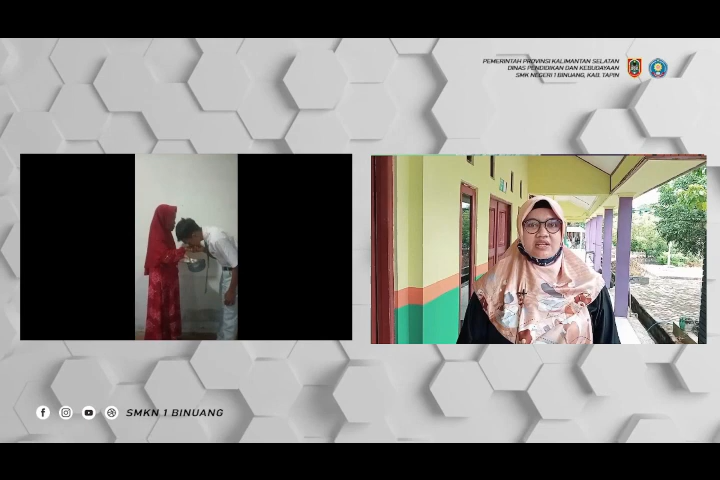 PEMERINTAH PROVINSI KALIMANTAN SELATAN
DINAS PENDIDIKAN DAN KEBUDAYAAN
SMK NEGERI 1 BINUANG, KAB. TAPIN
SMKN 1 BINUANG